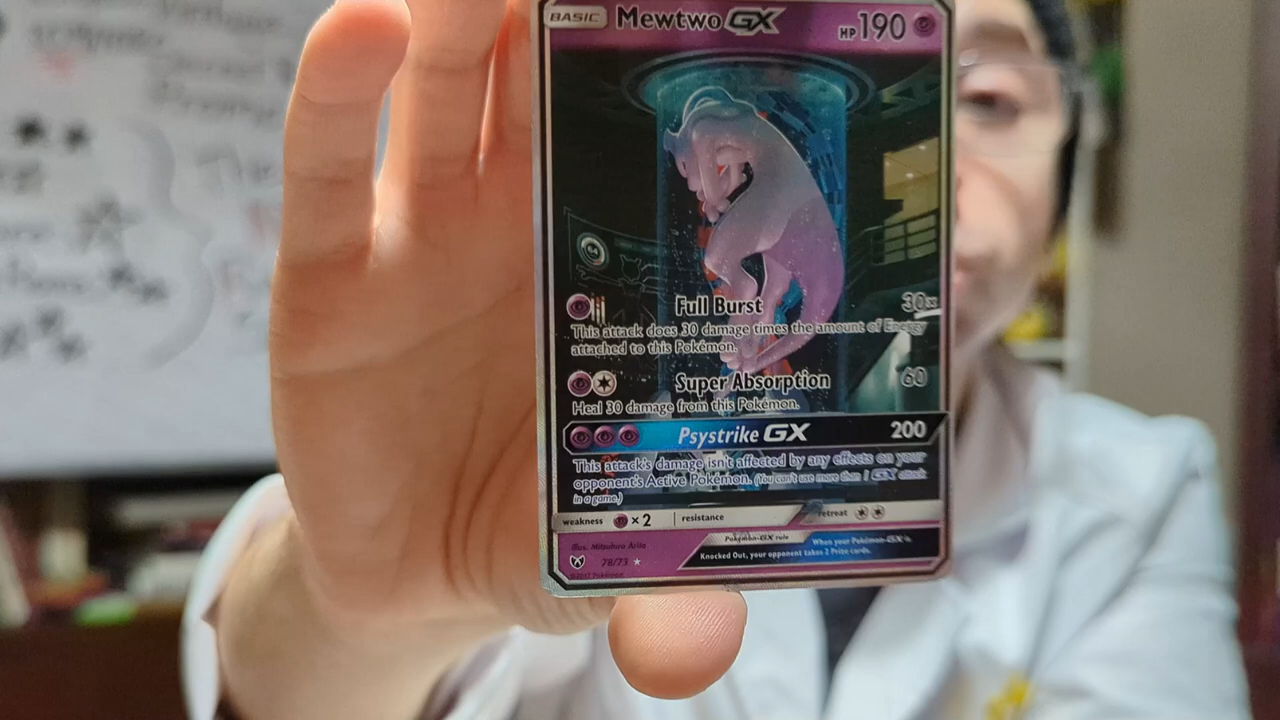 BASIC Mewtwo GX HP 190
Full Burst 30x
This attack does 30 damage times the amount of Energy
attached to this Pokémon.
Super Absorption 60
Heal 30 damage from this Pokémon.
Psystrike GX 200
This attack's damage isn't affected by any effects on your
opponent's Active Pokémon. (You can't use more than 1 GX attack
in a game.)
weakness ×2 resistance retreat
illus. Mitsuhiro Arita
Pokémon-GX rule When your Pokémon-GX is
Knocked Out, your opponent takes 2 Prize cards.
78/73
©2017 Pokémon